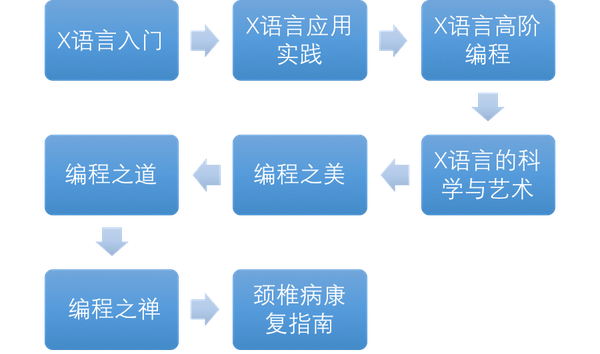 X语言入门
X语言应用
实践
X语言高阶
编程
X语言的科
学与艺术
编程之美
编程之道
编程之禅
颈椎病康
复指南